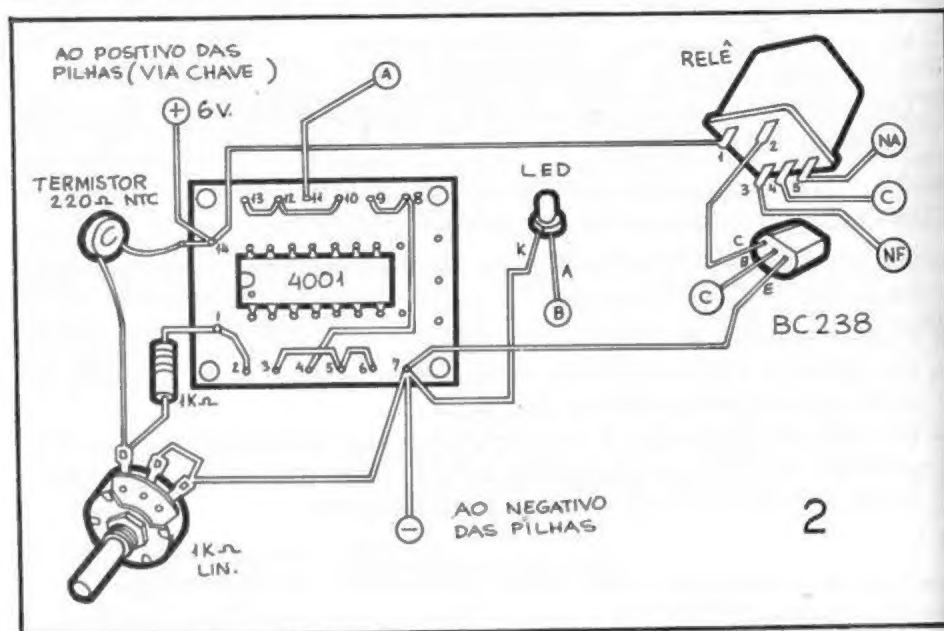 AO POSITIVO DAS
PILHAS (VIA CHAVE)
+ 6V.
A
RELÊ
1
2
3
4
5
NA
C
NF
TERMISTOR
220Ω NTC
LED
K
A
B
13
12
11
10
9
8
14
4001
1
2
3
4
5
6
7
C
B
E
C
BC238
1KΩ
1KΩ
LIN.
−
AO NEGATIVO
DAS PILHAS
2